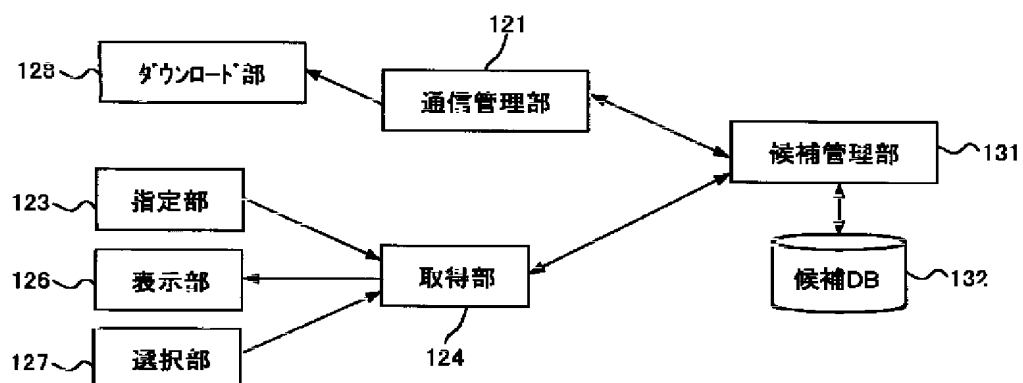 121
128
ダウンロード部
通信管理部
候補管理部
131
123
指定部
126
表示部
取得部
候補DB
132
127
選択部
124